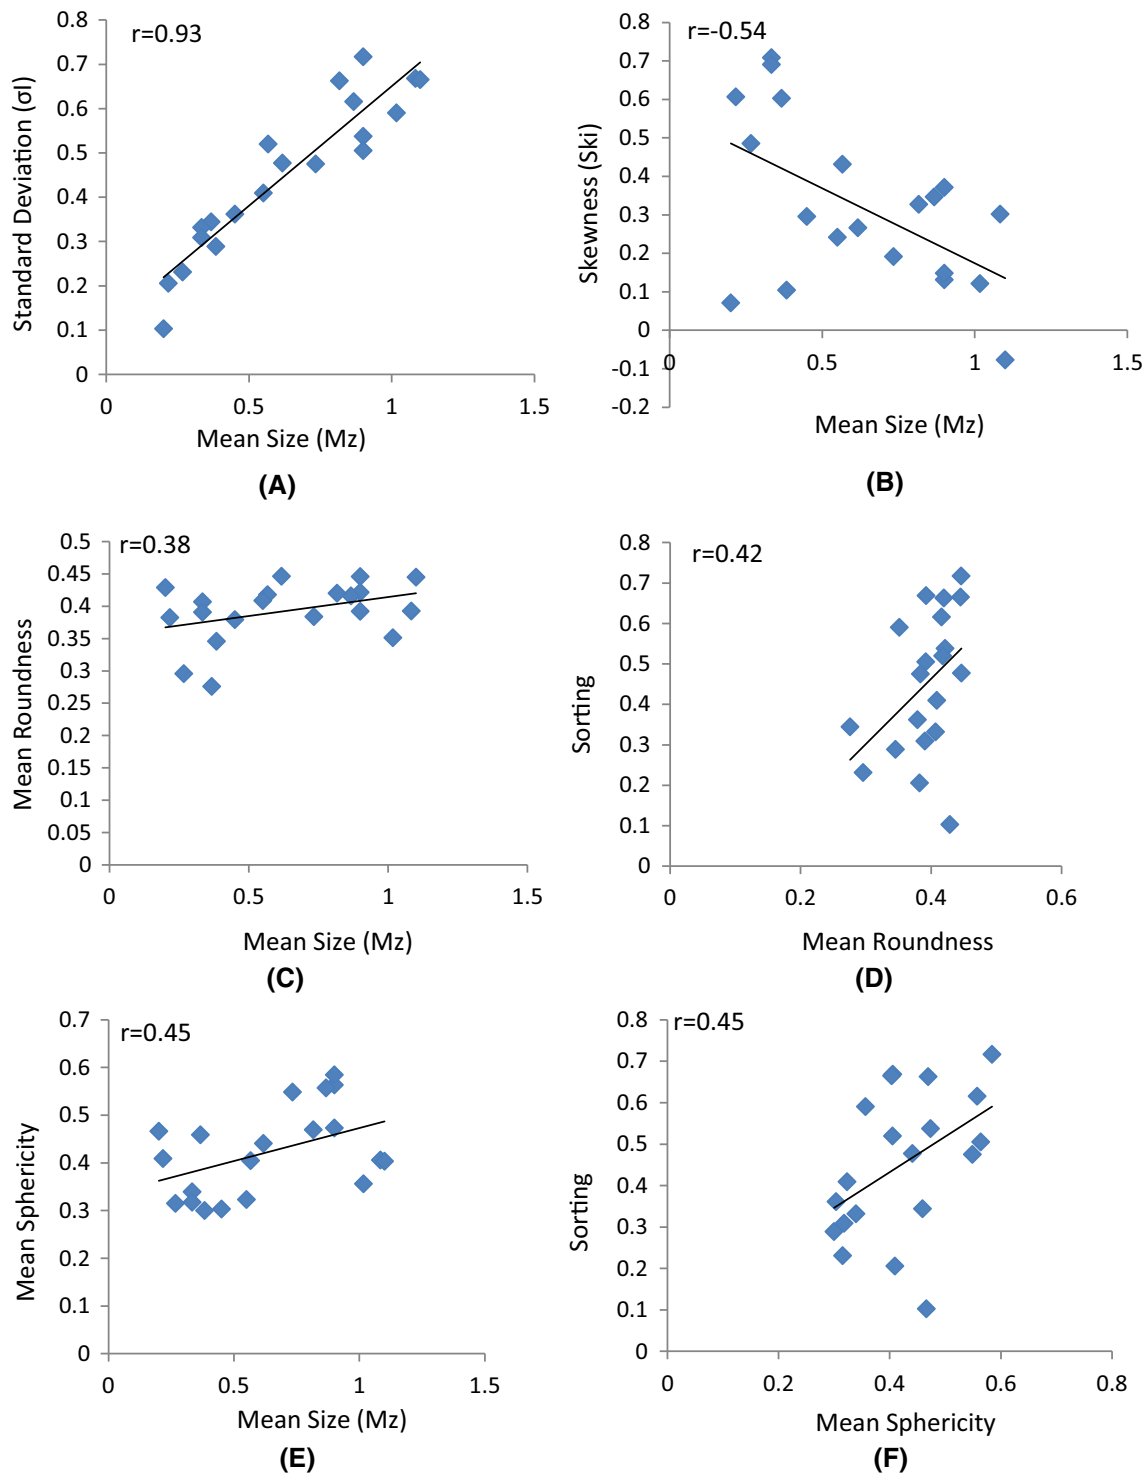 r=0.93
Standard Deviation (σI)
0.8
0.7
0.6
0.5
0.4
0.3
0.2
0.1
0
0 0.5 1 1.5
Mean Size (Mz)
(A)
r=-0.54
Skewness (Ski)
0.8
0.7
0.6
0.5
0.4
0.3
0.2
0.1
0
-0.1
-0.2
0 0.5 1 1.5
Mean Size (Mz)
(B)
r=0.38
Mean Roundness
0.5
0.45
0.4
0.35
0.3
0.25
0.2
0.15
0.1
0.05
0
0 0.5 1 1.5
Mean Size (Mz)
(C)
r=0.42
Sorting
0.8
0.7
0.6
0.5
0.4
0.3
0.2
0.1
0
0 0.2 0.4 0.6
Mean Roundness
(D)
r=0.45
Mean Sphericity
0.7
0.6
0.5
0.4
0.3
0.2
0.1
0
0 0.5 1 1.5
Mean Size (Mz)
(E)
r=0.45
Sorting
0.8
0.7
0.6
0.5
0.4
0.3
0.2
0.1
0
0 0.2 0.4 0.6 0.8
Mean Sphericity
(F)